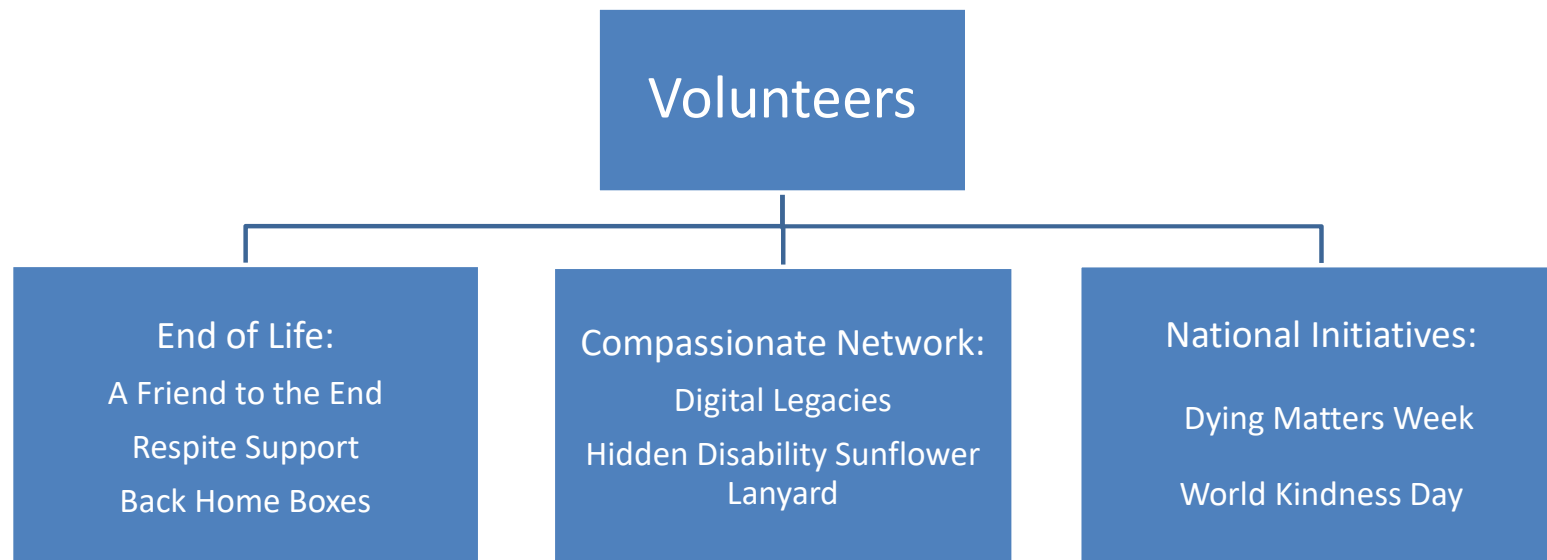 Volunteers
End of Life:
A Friend to the End
Respite Support
Back Home Boxes
Compassionate Network:
Digital Legacies
Hidden Disability Sunflower
Lanyard
National Initiatives:
Dying Matters Week
World Kindness Day